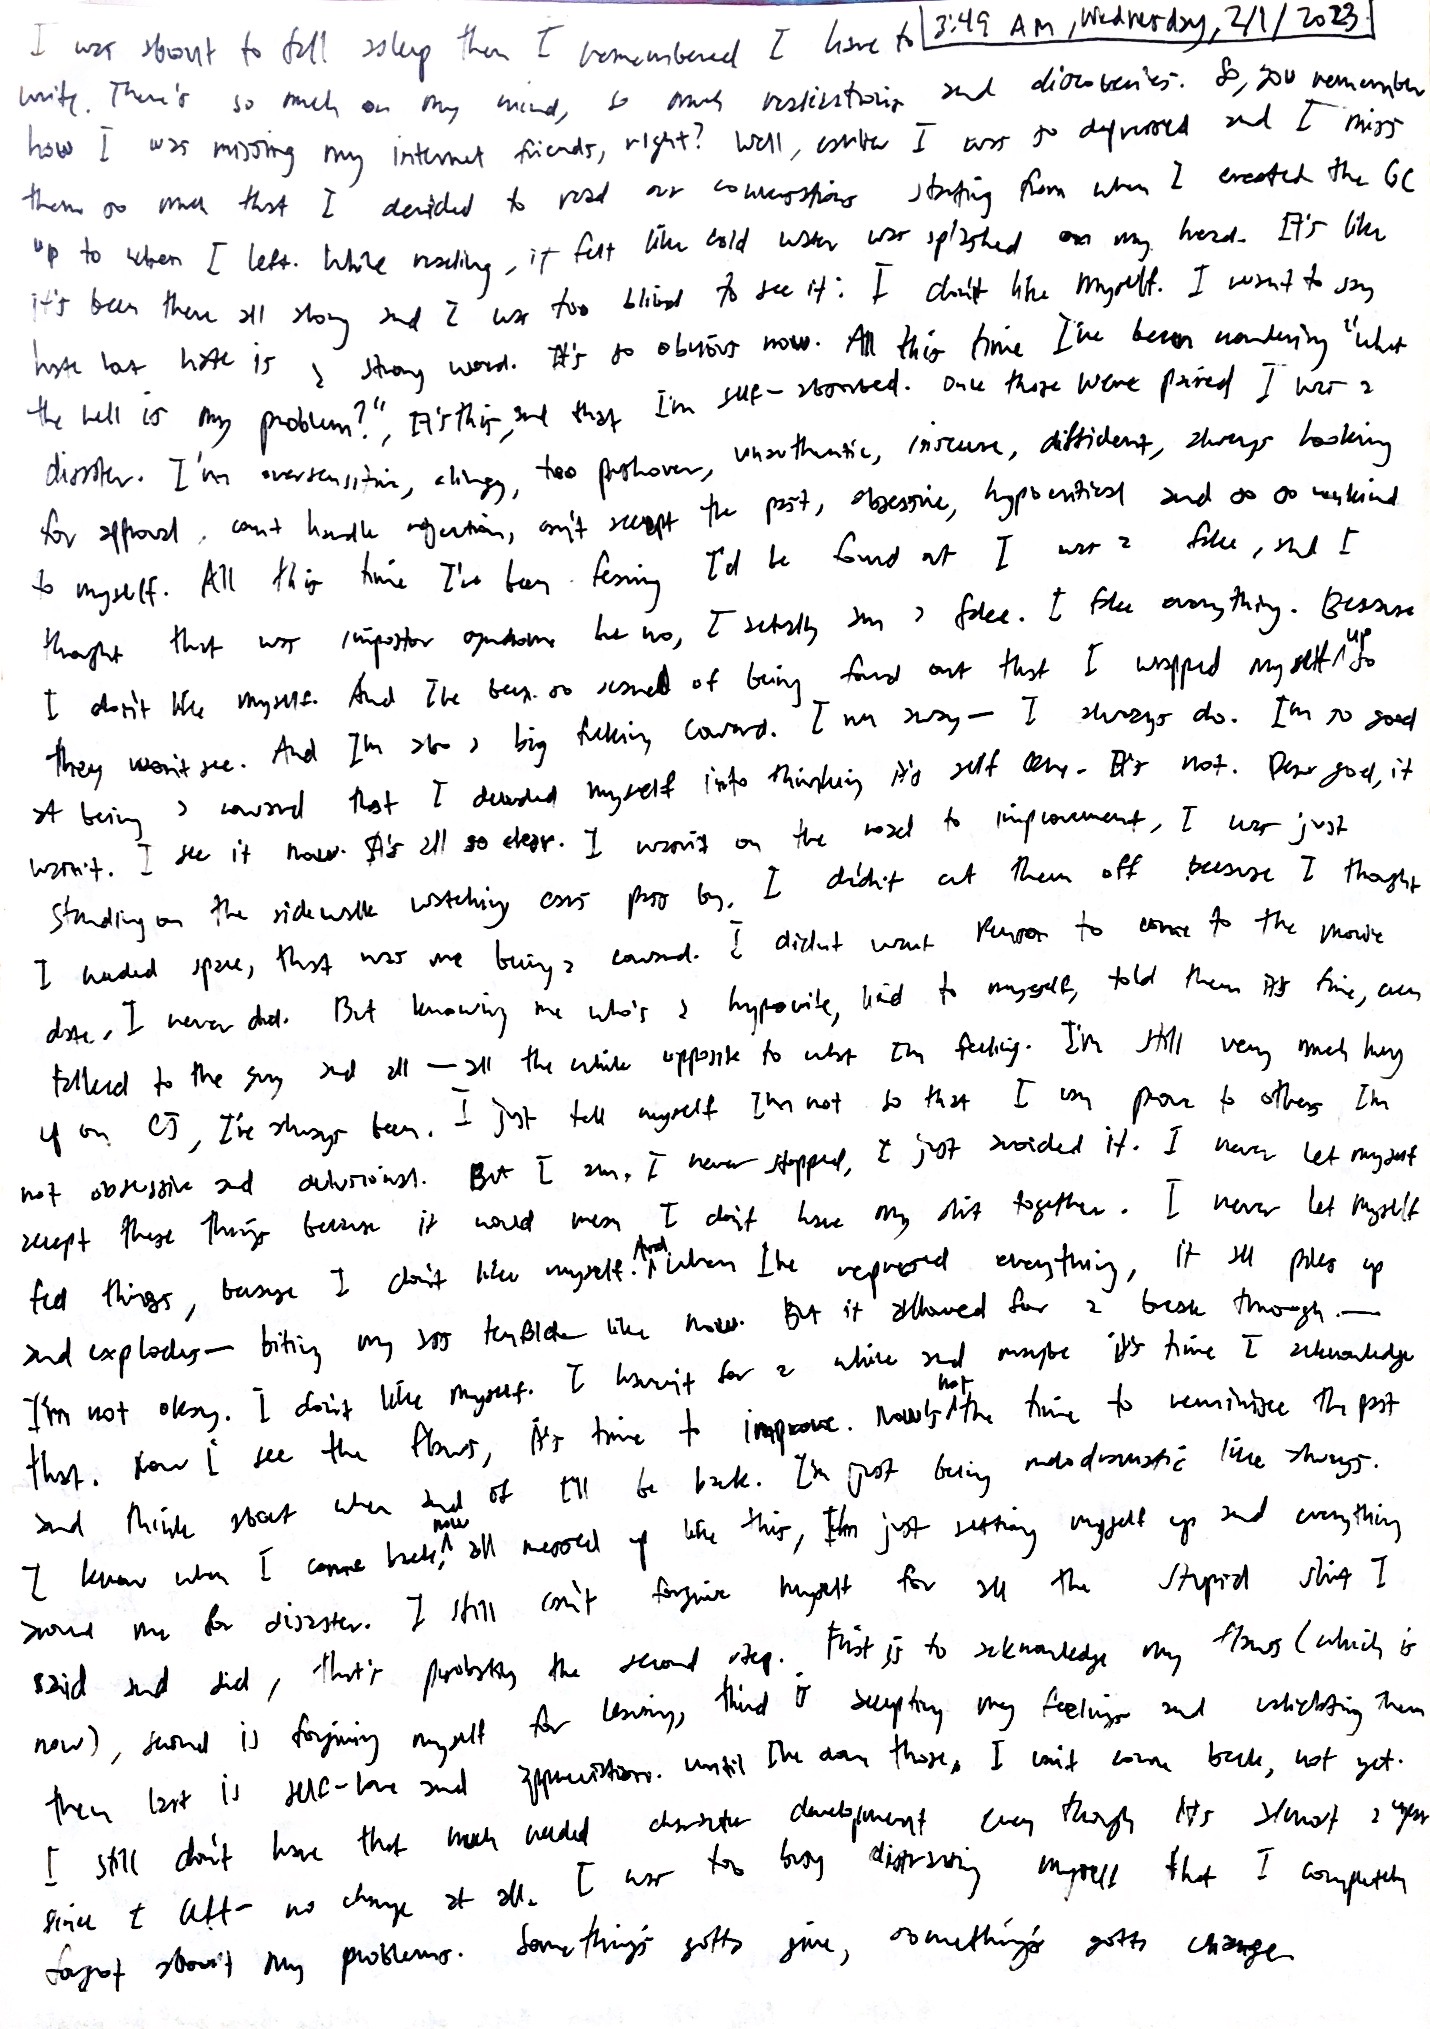 3:49 AM, Wednesday, 2/1/2023
I was about to fall asleep then I remembered I have to
write. There's so much on my mind, so much realizations and discoveries. So, you remember
how I was missing my internet friends, right? Well, earlier I was so depressed and I miss
them so much that I decided to read our conversations starting from when I created the GC
up to when I left. While reading, it felt like cold water was splashed on my head. It's like
it's been there all along and I was too blind to see it: I don't like myself. I want to say
hate but hate is a strong word. It's so obvious now. All this time I've been wondering "what
the hell is my problem?", It's this, and that I'm self-absorbed. Once those were paired I was a
disaster. I'm oversensitive, clingy, too pushover, unauthentic, insecure, diffident, always looking
for approval, can't handle rejection, can't accept the past, obsessive, hypocritical and so so unkind
to myself. All this time I've been fearing I'd be found out I was a fake, and I
thought that was impostor syndrome but no, I actually am a fake. I fake everything. Because
I don't like myself. And I've been so scared of being found out that I wrapped myself up so
they won't see. And I'm also a big fucking coward. I run away— I always do. I'm so good
at being a coward that I deluded myself into thinking it's self care. It's not. Dear god, it
wasn't. I see it now. It's all so clear. I wasn't on the road to improvement, I was just
standing on the sidewalk watching cars pass by. I didn't cut them off because I thought
I needed space, that was me being a coward. I didn't want to come to the movie
date, I never did. But knowing me who's a hypocrite, lied to myself, told them it's fine, even
talked to the guy and all — all the while opposite to what I'm feeling. I'm still very much hung
up on CJ, I've always been. I just tell myself I'm not so that I can prove to others I'm
not obsessive and delusional. But I am. I never stopped, I just avoided it. I never let myself
accept these things because it would mean I don't have my shit together. I never let myself
feel things, because I don't like myself. And when I've repressed everything, it all piles up
and explodes— biting my ass like now. But it allowed for a break through.—
I'm not okay. I don't like myself. I haven't for a while and maybe it's time I acknowledge
that. Now I see the flaws, it's time to improve. Now's not the time to reminisce the past
and think about when and if I'll be back. I'm just being melodramatic like always.
I know when I come back now, all messed up like this, I'm just setting myself up and everything
around me for disaster. I still can't forgive myself for all the stupid shit I
said and did, that's probably the second step. First is to acknowledge my flaws (which is
now), second is forgiving myself for leaving, third is accepting my feelings and validating them
then last is self-love and appreciation. Until I've done those, I can't come back, not yet.
I still don't have that much needed character development even though it's almost a year
since I left— no change at all. I was too busy distracting myself that I completely
forgot about my problems. Something's gotta give, something's gotta change